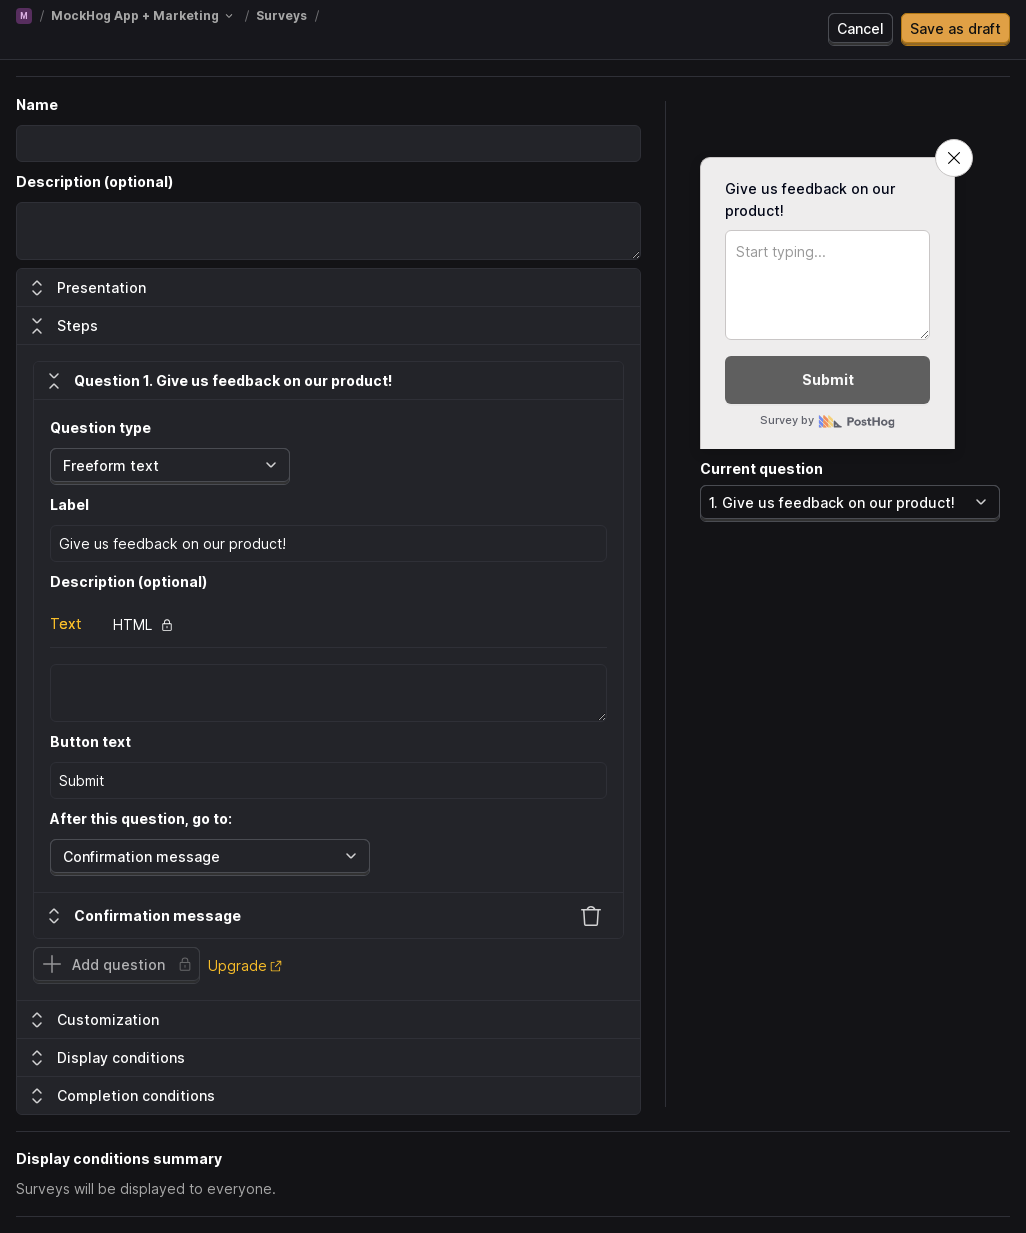 M / MockHog App + Marketing / Surveys /
Cancel
Save as draft
Name
Description (optional)
Presentation
Steps
Question 1. Give us feedback on our product!
Question type
Freeform text
Label
Give us feedback on our product!
Description (optional)
Text
HTML
Button text
Submit
After this question, go to:
Confirmation message
Confirmation message
Add question
Upgrade
Customization
Display conditions
Completion conditions
Give us feedback on our
product!
Start typing...
Submit
Survey by PostHog
Current question
1. Give us feedback on our product!
Display conditions summary
Surveys will be displayed to everyone.